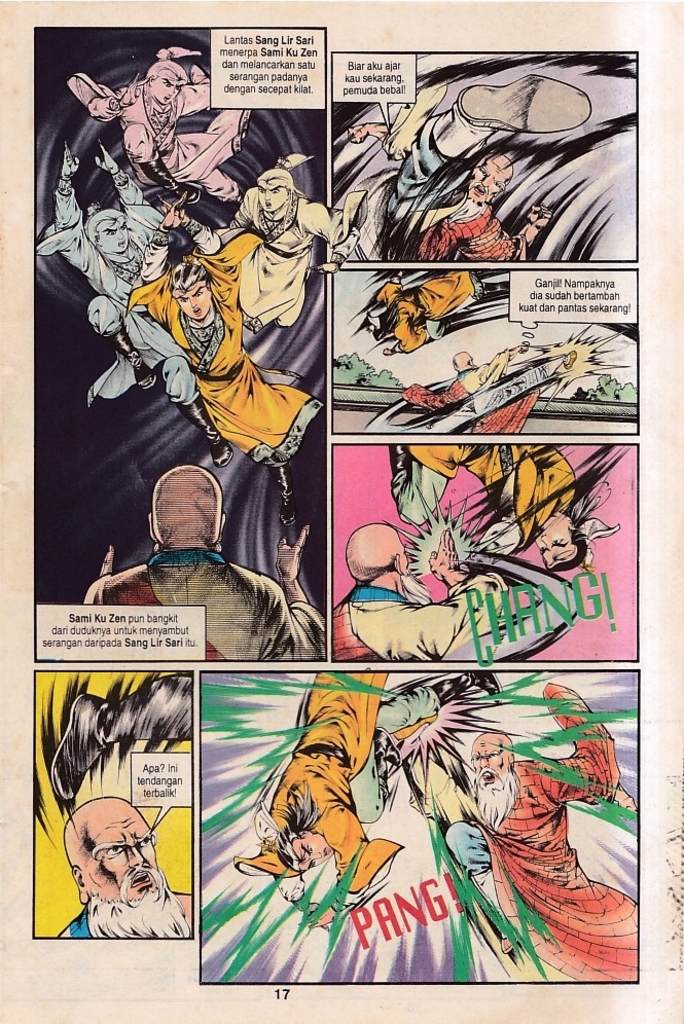 Lantas Sang Lir Sari
menerpa Sami Ku Zen
dan melancarkan satu
serangan padanya
dengan secepat kilat.
Sami Ku Zen pun bangkit
dari duduknya untuk menyambut
serangan daripada Sang Lir Sari itu.
Biar aku ajar
kau sekarang,
pemuda bebal!
Ganjil! Nampaknya
dia sudah bertambah
kuat dan pantas sekarang!
CHANG!
Apa? Ini
tendangan
terbalik!
PANG!
17